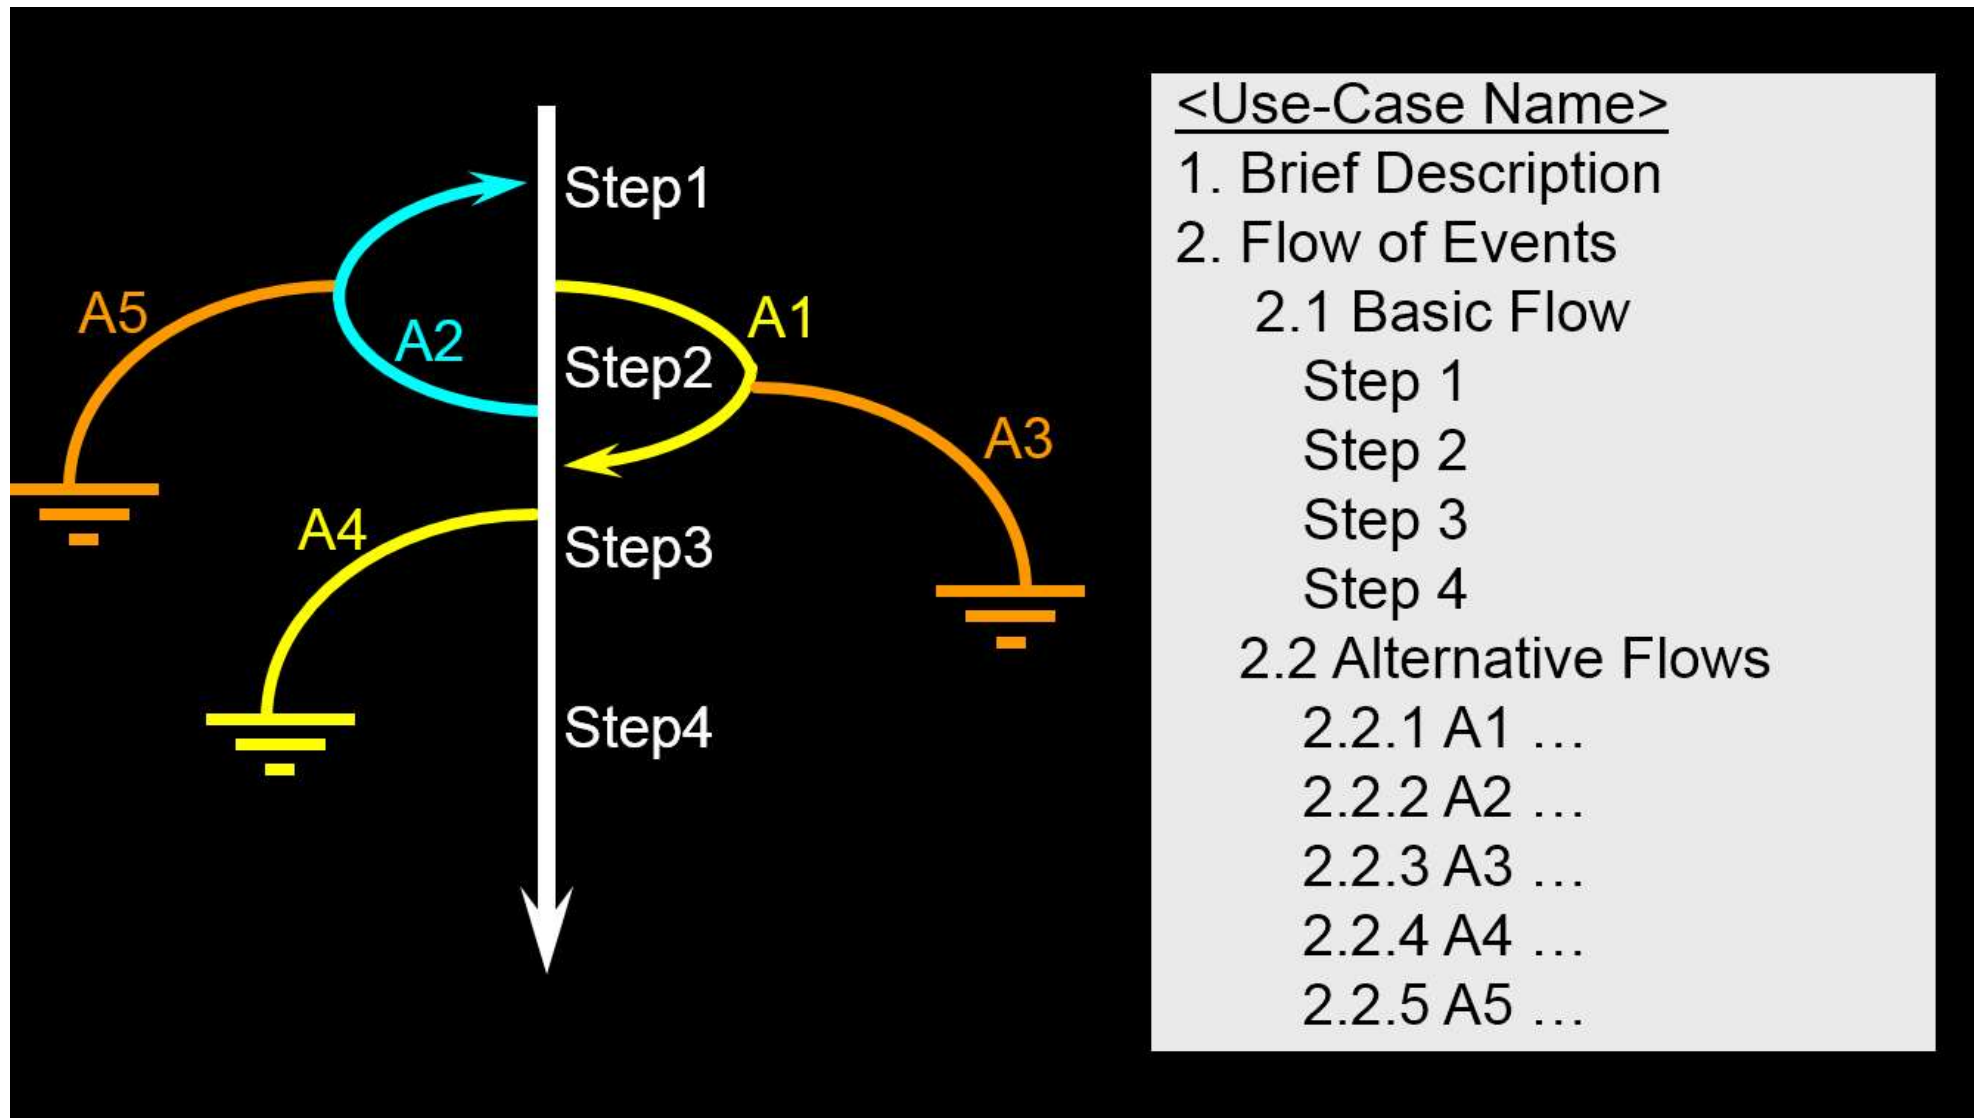 Step1
A5
A2
A1
Step2
A3
A4
Step3
Step4
<Use-Case Name>
1. Brief Description
2. Flow of Events
2.1 Basic Flow
Step 1
Step 2
Step 3
Step 4
2.2 Alternative Flows
2.2.1 A1 …
2.2.2 A2 …
2.2.3 A3 …
2.2.4 A4 …
2.2.5 A5 …